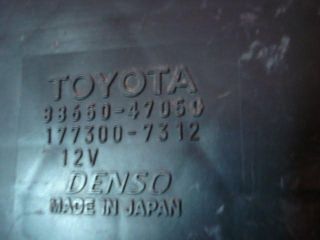 TOYOTA
88650-47050
177300-7312
12V
DENSO
MADE IN JAPAN